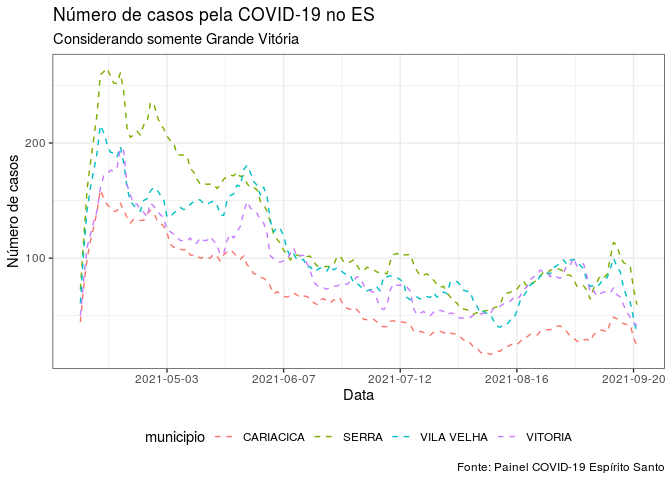 Número de casos pela COVID-19 no ES
Considerando somente Grande Vitória
Número de casos
200
100
2021-05-03 2021-06-07 2021-07-12 2021-08-16 2021-09-20
Data
municipio CARIACICA SERRA VILA VELHA VITORIA
Fonte: Painel COVID-19 Espírito Santo